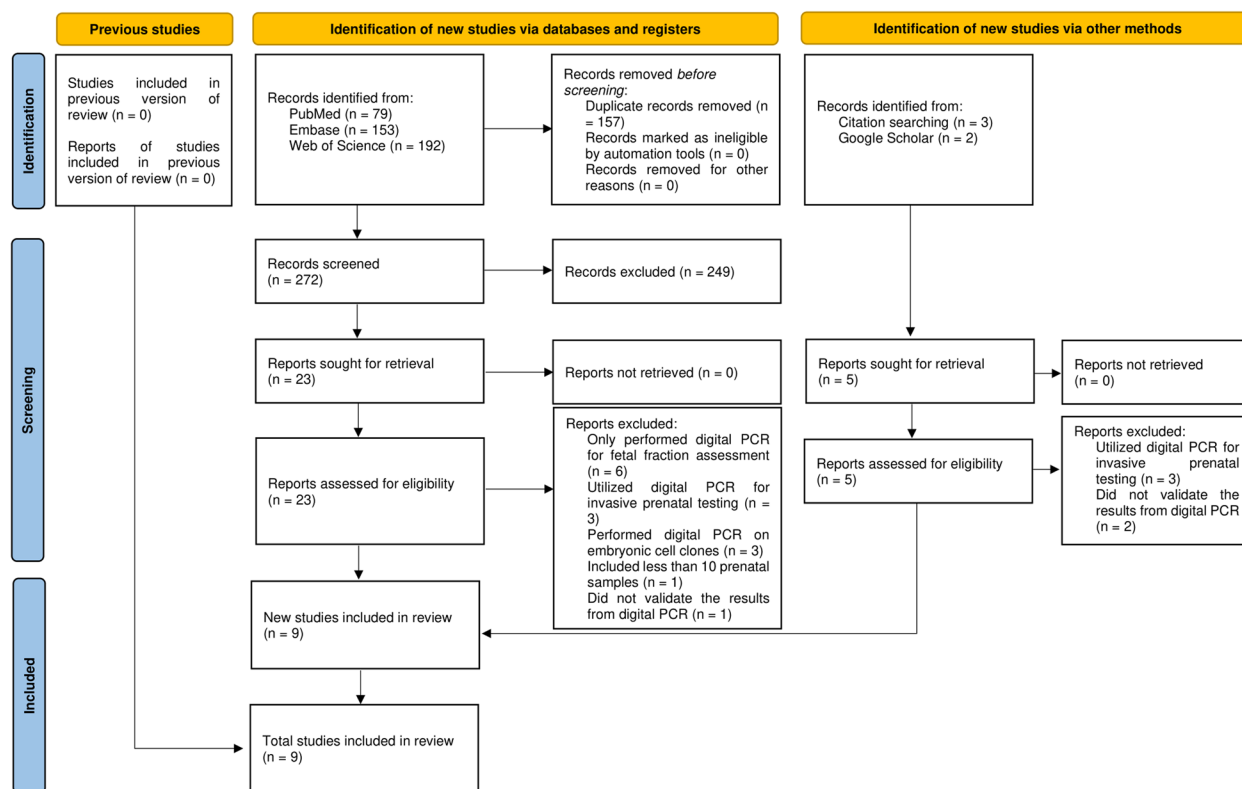 Previous studies
Identification of new studies via databases and registers
Identification of new studies via other methods
Identification
Studies included in
previous version of
review (n = 0)
Reports of studies
included in previous
version of review (n = 0)
Records identified from:
PubMed (n = 79)
Embase (n = 153)
Web of Science (n = 192)
Records removed before
screening:
Duplicate records removed (n
= 157)
Records marked as ineligible
by automation tools (n = 0)
Records removed for other
reasons (n = 0)
Records identified from:
Citation searching (n = 3)
Google Scholar (n = 2)
Screening
Records screened
(n = 272)
Records excluded (n = 249)
Reports sought for retrieval
(n = 23)
Reports not retrieved (n = 0)
Reports sought for retrieval
(n = 5)
Reports not retrieved
(n = 0)
Reports assessed for eligibility
(n = 23)
Reports excluded:
Only performed digital PCR
for fetal fraction assessment
(n = 6)
Utilized digital PCR for
invasive prenatal testing (n =
3)
Performed digital PCR on
embryonic cell clones (n = 3)
Included less than 10 prenatal
samples (n = 1)
Did not validate the results
from digital PCR (n = 1)
Reports assessed for eligibility
(n = 5)
Reports excluded:
Utilized digital PCR for
invasive prenatal
testing (n = 3)
Did not validate the
results from digital PCR
(n = 2)
Included
New studies included in review
(n = 9)
Total studies included in review
(n = 9)